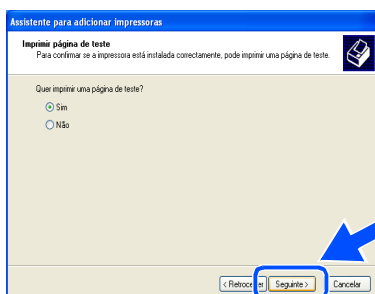 Assistente para adicionar impressoras
Imprimir página de teste
Para confirmar se a impressora está instalada correctamente, pode imprimir uma página de teste.
Quer imprimir uma página de teste?
Sim
Não
< Retroceder Seguinte > Cancelar